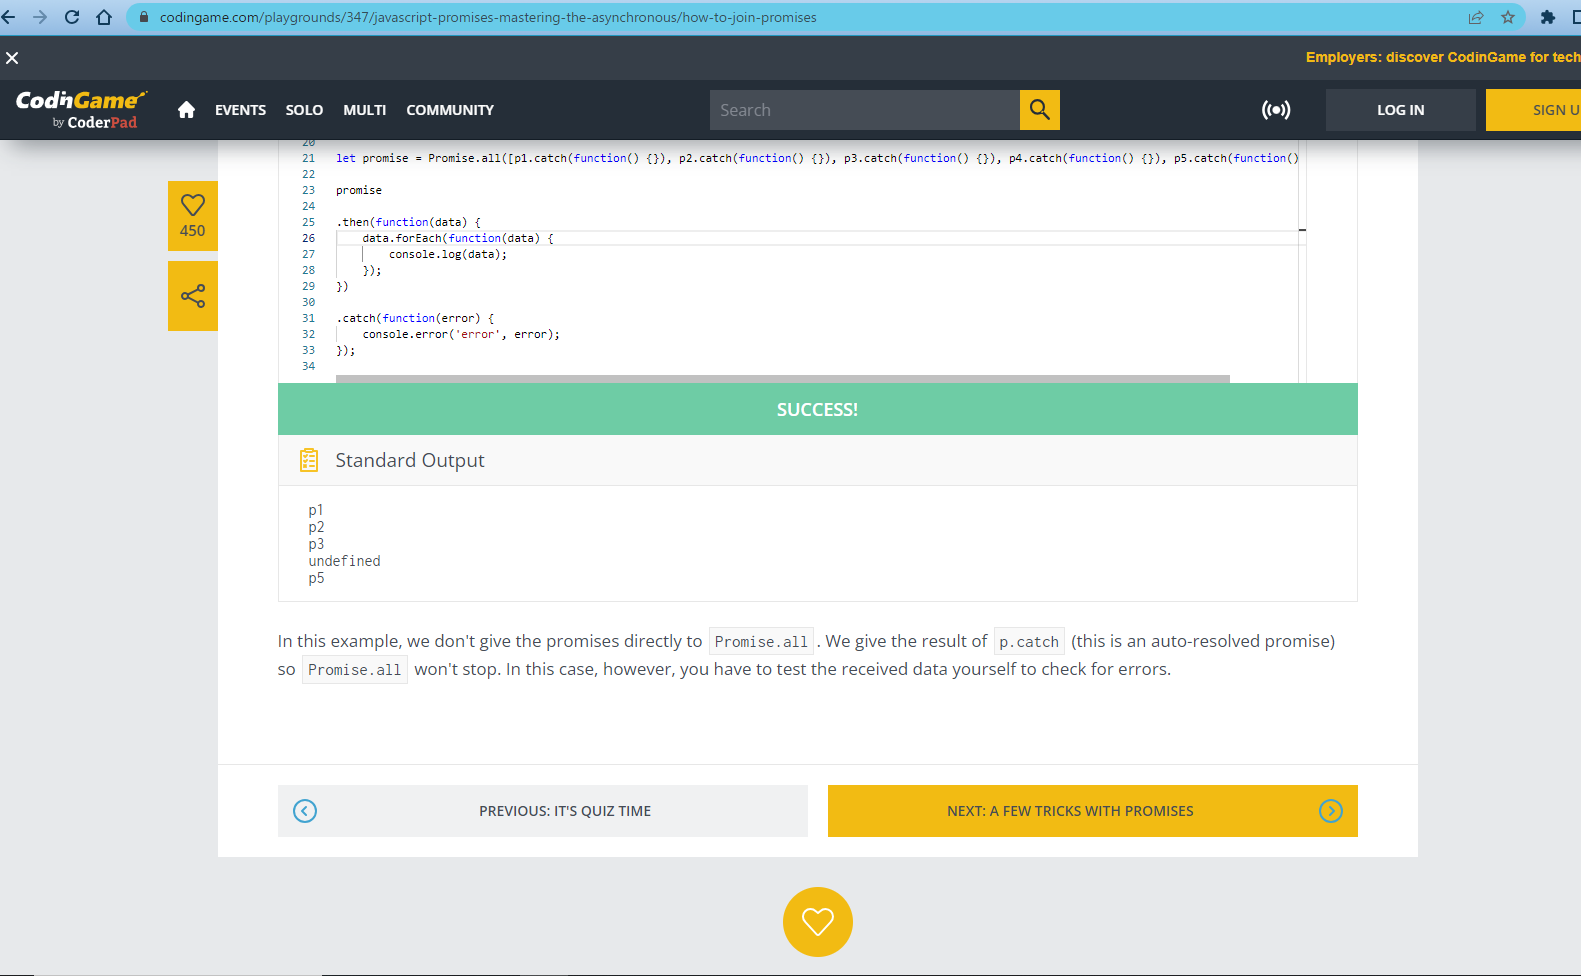 codingame.com/playgrounds/347/javascript-promises-mastering-the-asynchronous/how-to-join-promises
Employers: discover CodinGame for tech
CodinGame
by CoderPad
EVENTS SOLO MULTI COMMUNITY
Search
LOG IN
SIGN U
450
20
21 let promise = Promise.all([p1.catch(function() {}), p2.catch(function() {}), p3.catch(function() {}), p4.catch(function() {}), p5.catch(function()
22
23 promise
24
25 .then(function(data) {
26 data.forEach(function(data) {
27 console.log(data);
28 });
29 })
30
31 .catch(function(error) {
32 console.error('error', error);
33 });
34
SUCCESS!
Standard Output
p1
p2
p3
undefined
p5
In this example, we don't give the promises directly to Promise.all . We give the result of p.catch (this is an auto-resolved promise)
so Promise.all won't stop. In this case, however, you have to test the received data yourself to check for errors.
PREVIOUS: IT'S QUIZ TIME
NEXT: A FEW TRICKS WITH PROMISES